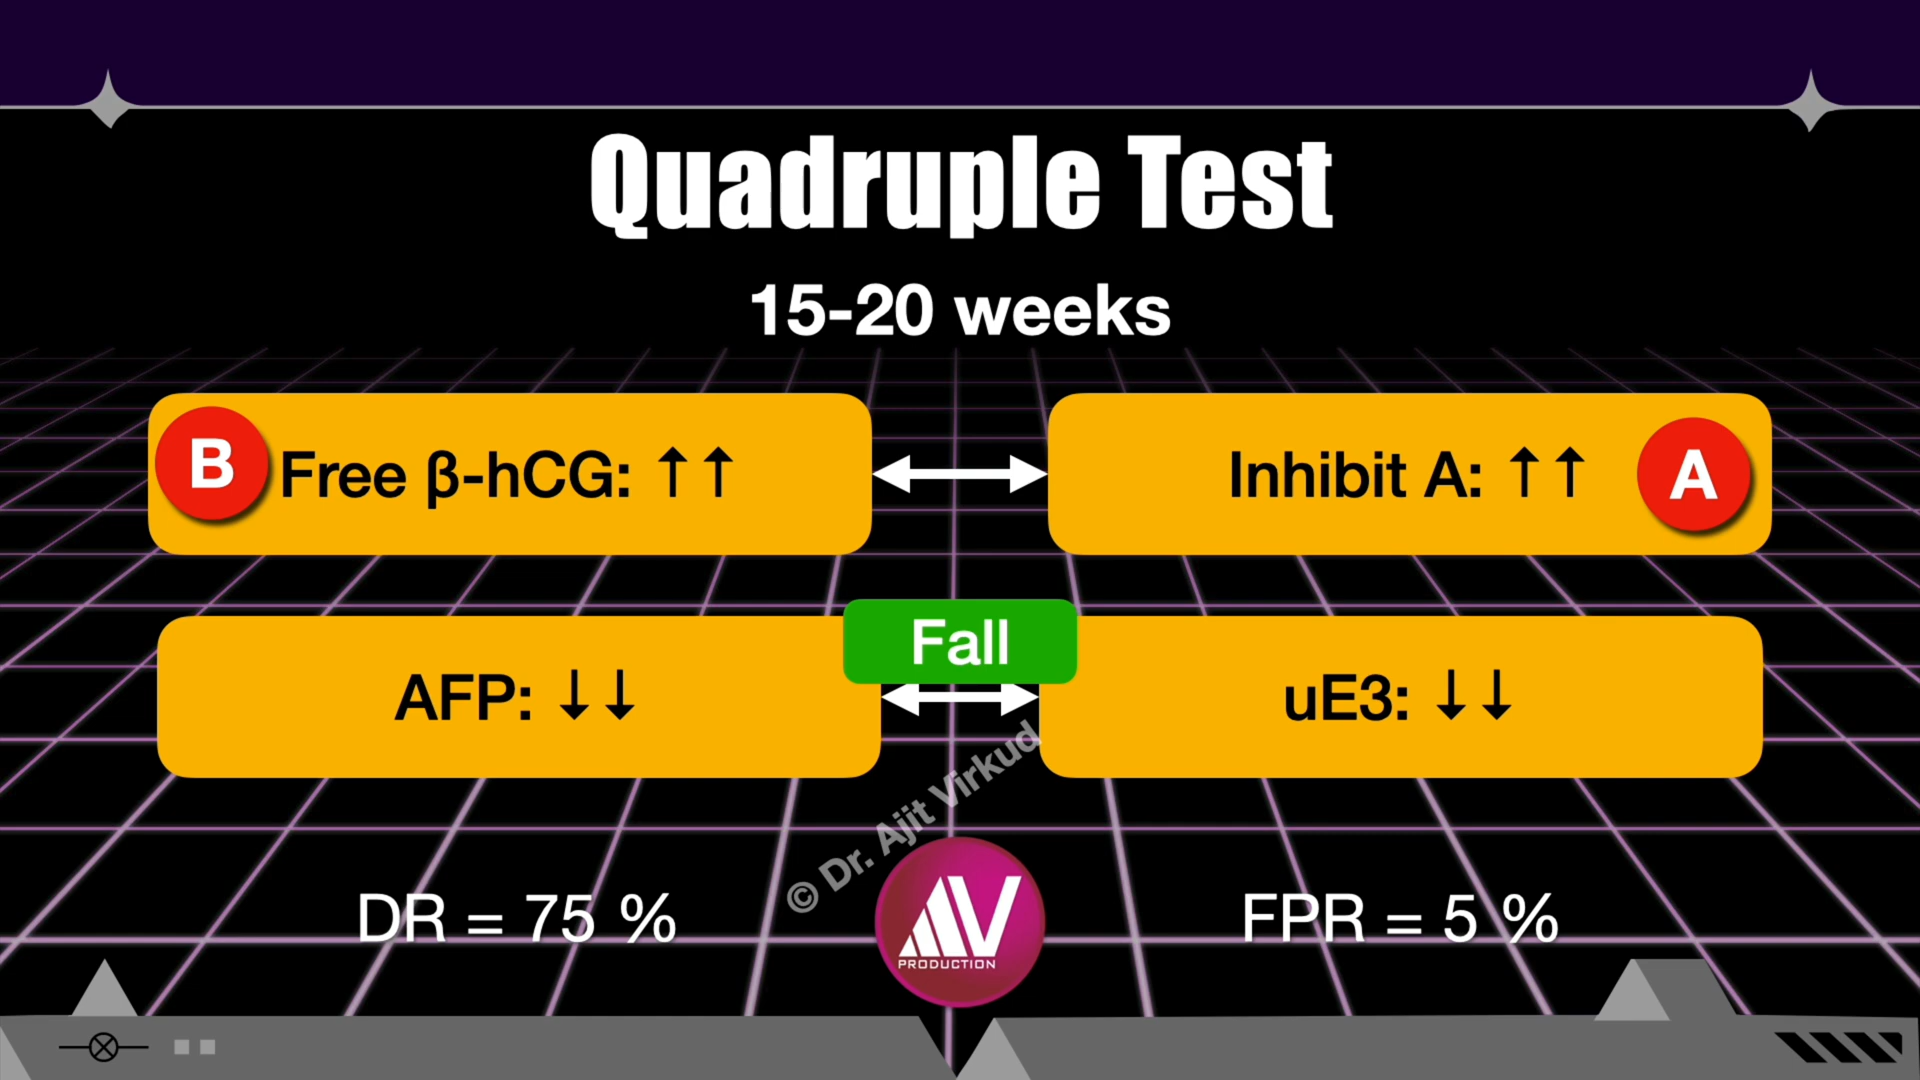 Quadruple Test
15-20 weeks
B Free β-hCG: ↑↑
Inhibit A: ↑↑ A
Fall
AFP: ↓↓
uE3: ↓↓
© Dr. Ajit Virkud
DR = 75 %
AV
PRODUCTION
FPR = 5 %